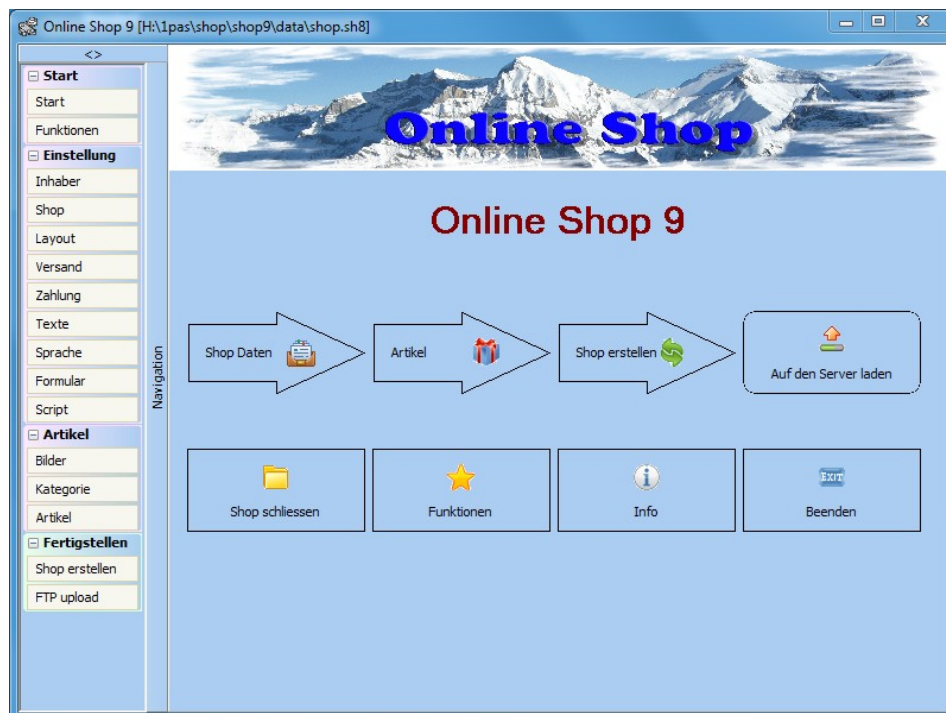 Online Shop 9 [H:\1pas\shop\shop9\data\shop.sh8]
<>
Start
Start
Funktionen
Einstellung
Inhaber
Shop
Layout
Versand
Zahlung
Texte
Sprache
Formular
Script
Artikel
Bilder
Kategorie
Artikel
Fertigstellen
Shop erstellen
FTP upload
Navigation
Online Shop
Online Shop 9
Shop Daten
Artikel
Shop erstellen
Auf den Server laden
Shop schliessen
Funktionen
Info
EXIT
Beenden